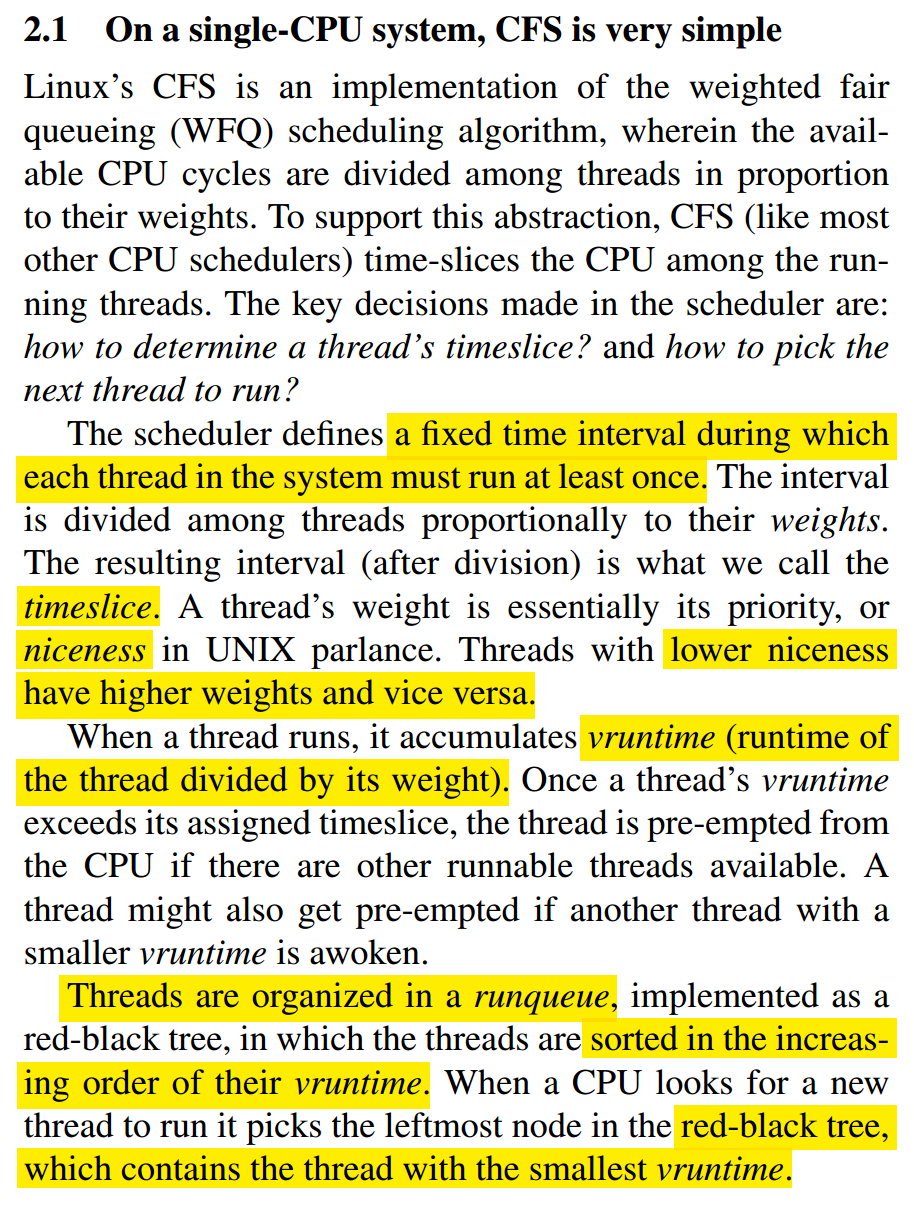 2.1 On a single-CPU system, CFS is very simple
Linux’s CFS is an implementation of the weighted fair
queueing (WFQ) scheduling algorithm, wherein the avail-
able CPU cycles are divided among threads in proportion
to their weights. To support this abstraction, CFS (like most
other CPU schedulers) time-slices the CPU among the run-
ning threads. The key decisions made in the scheduler are:
how to determine a thread’s timeslice? and how to pick the
next thread to run?
The scheduler defines a fixed time interval during which
each thread in the system must run at least once. The interval
is divided among threads proportionally to their weights.
The resulting interval (after division) is what we call the
timeslice. A thread’s weight is essentially its priority, or
niceness in UNIX parlance. Threads with lower niceness
have higher weights and vice versa.
When a thread runs, it accumulates vruntime (runtime of
the thread divided by its weight). Once a thread’s vruntime
exceeds its assigned timeslice, the thread is pre-empted from
the CPU if there are other runnable threads available. A
thread might also get pre-empted if another thread with a
smaller vruntime is awoken.
Threads are organized in a runqueue, implemented as a
red-black tree, in which the threads are sorted in the increas-
ing order of their vruntime. When a CPU looks for a new
thread to run it picks the leftmost node in the red-black tree,
which contains the thread with the smallest vruntime.